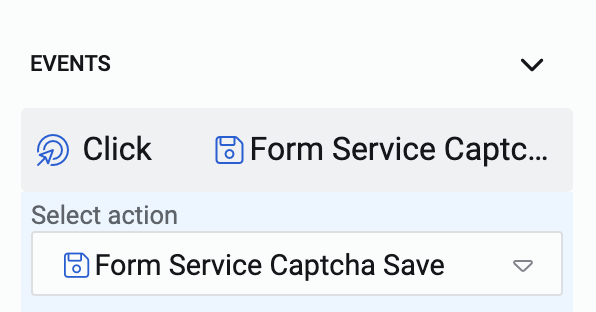 EVENTS
Click Form Service Captc...
Select action
Form Service Captcha Save